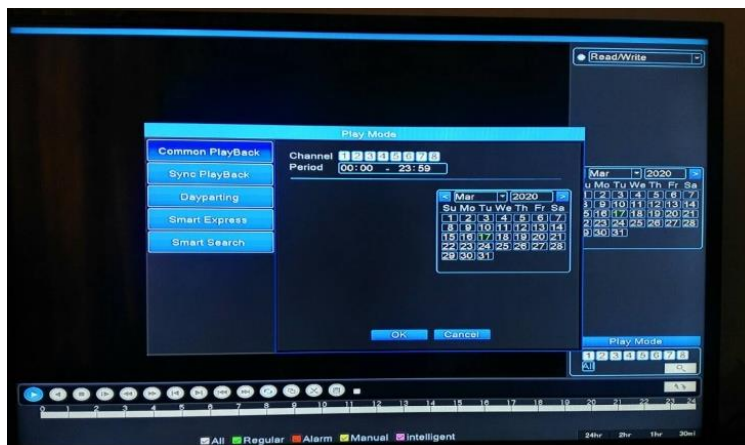 Read/Write
Play Mode
Common PlayBack
Sync PlayBack
Dayparting
Smart Express
Smart Search
Channel 1 2 3 4 5 6 7 8
Period 00:00 - 23:59
< Mar 2020 >
Su Mo Tu We Th Fr Sa
1 2 3 4 5 6 7
8 9 10 11 12 13 14
15 16 17 18 19 20 21
22 23 24 25 26 27 28
29 30 31
OK Cancel
Mar 2020 >
u Mo Tu We Th Fr Sa
1 2 3 4 5 6 7
9 10 11 12 13 14
5 16 17 18 19 20 21
2 23 24 25 26 27 28
9 30 31
Play Mode
1 2 3 4 5 6 7 8
All
0 1 2 3 4 5 6 7 8 9 10 11 12 13 14 15 16 17 18 19 20 21 22 23 24
All Regular Alarm Manual intelligent
24hr 2hr 1hr 30mi